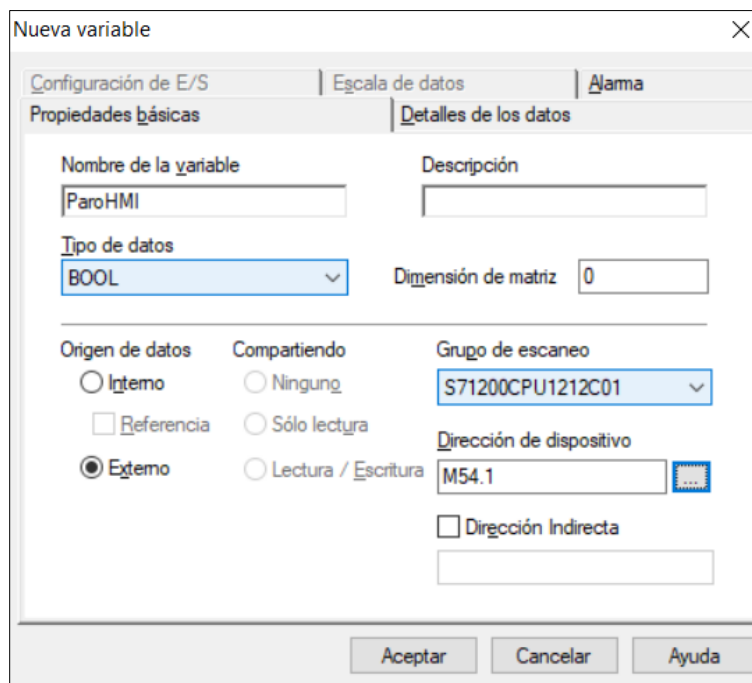 Nueva variable
Configuración de E/S
Escala de datos
Alarma
Propiedades básicas
Detalles de los datos
Nombre de la variable
Descripción
ParoHMI
Tipo de datos
BOOL
Dimensión de matriz
0
Origen de datos
Compartiendo
Grupo de escaneo
Interno
Ninguno
S71200CPU1212C01
Referencia
Sólo lectura
Dirección de dispositivo
Externo
Lectura / Escritura
M54.1
...
Dirección Indirecta
Aceptar
Cancelar
Ayuda